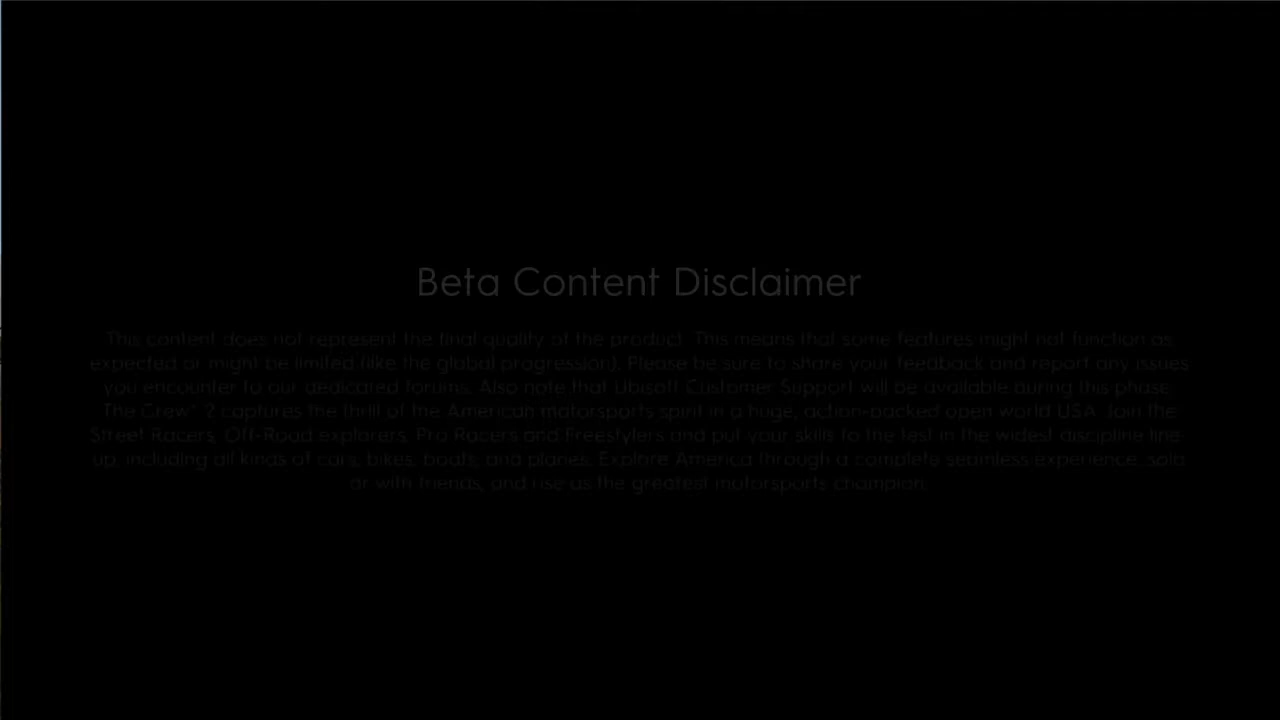 Beta Content Disclaimer
This content does not represent the final quality of the product. This means that some features might not function as
expected or might be limited (like the global progression). Please be sure to share your feedback and report any issues
you encounter to our dedicated forums. Also note that Ubisoft Customer Support will be available during this phase.
The Crew® 2 captures the thrill of the American motorsports spirit in a huge, action-packed open world USA. Join the
Street Racers, Off-Road explorers, Pro Racers and Freestylers and put your skills to the test in the widest discipline line-
up, including all kinds of cars, bikes, boats, and planes. Explore America through a complete seamless experience, solo
or with friends, and rise as the greatest motorsports champion.